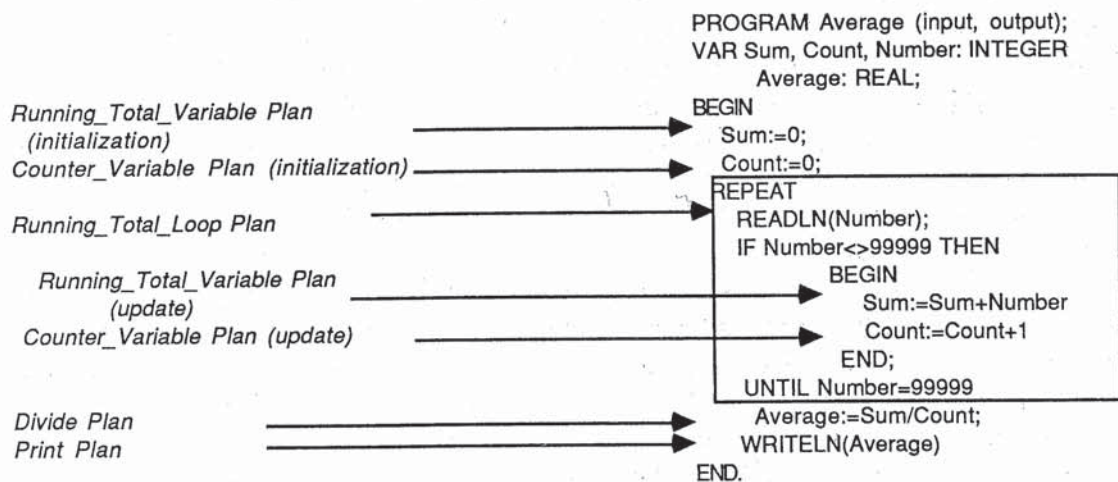 PROGRAM Average (input, output);
VAR Sum, Count, Number: INTEGER
Average: REAL;
BEGIN
Running_Total_Variable Plan
(initialization)
Sum:=0;
Counter_Variable Plan (initialization)
Count:=0;
REPEAT
Running_Total_Loop Plan
READLN(Number);
IF Number<>99999 THEN
BEGIN
Running_Total_Variable Plan
(update)
Sum:=Sum+Number
Counter_Variable Plan (update)
Count:=Count+1
END;
UNTIL Number=99999
Divide Plan
Average:=Sum/Count;
Print Plan
WRITELN(Average)
END.